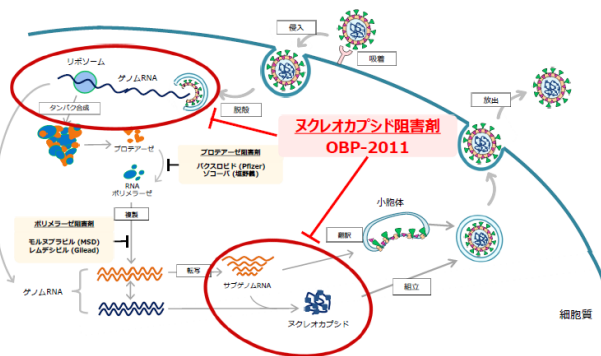 侵入
吸着
リボソーム
ゲノムRNA
脱殻
放出
タンパク合成
ヌクレオカプシド阻害剤
OBP-2011
プロテアーゼ
プロテアーゼ阻害剤
パクスロビド (Pfizer)
ゾコーバ (塩野義)
RNA
ポリメラーゼ
複製
小胞体
ポリメラーゼ阻害剤
モルヌプラビル (MSD)
レムデシビル (Gilead)
翻訳
転写
サブゲノムRNA
ゲノムRNA
組立
ヌクレオカプシド
細胞質